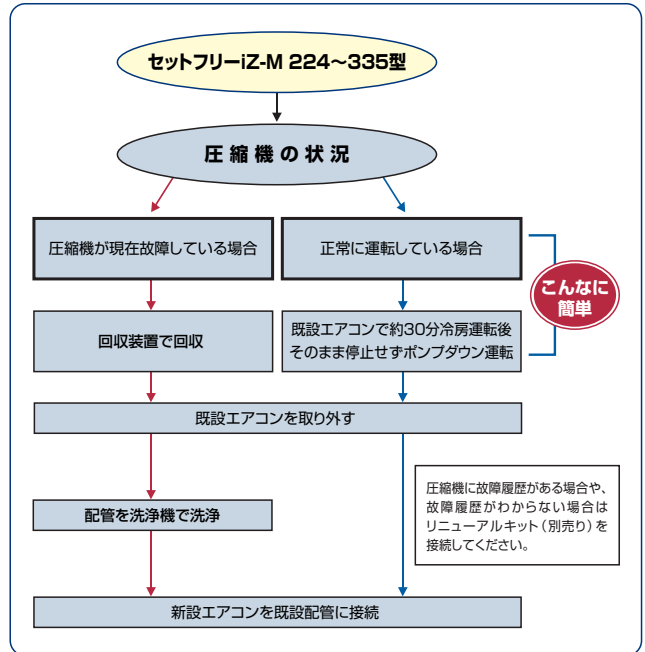 セットフリーiZ-M 224～335型
圧縮機の状況
圧縮機が現在故障している場合
正常に運転している場合
こんなに
簡単
回収装置で回収
既設エアコンで約30分冷房運転後
そのまま停止せずポンプダウン運転
既設エアコンを取り外す
圧縮機に故障履歴がある場合や、
故障履歴がわからない場合は
リニューアルキット（別売り）を
接続してください。
配管を洗浄機で洗浄
新設エアコンを既設配管に接続